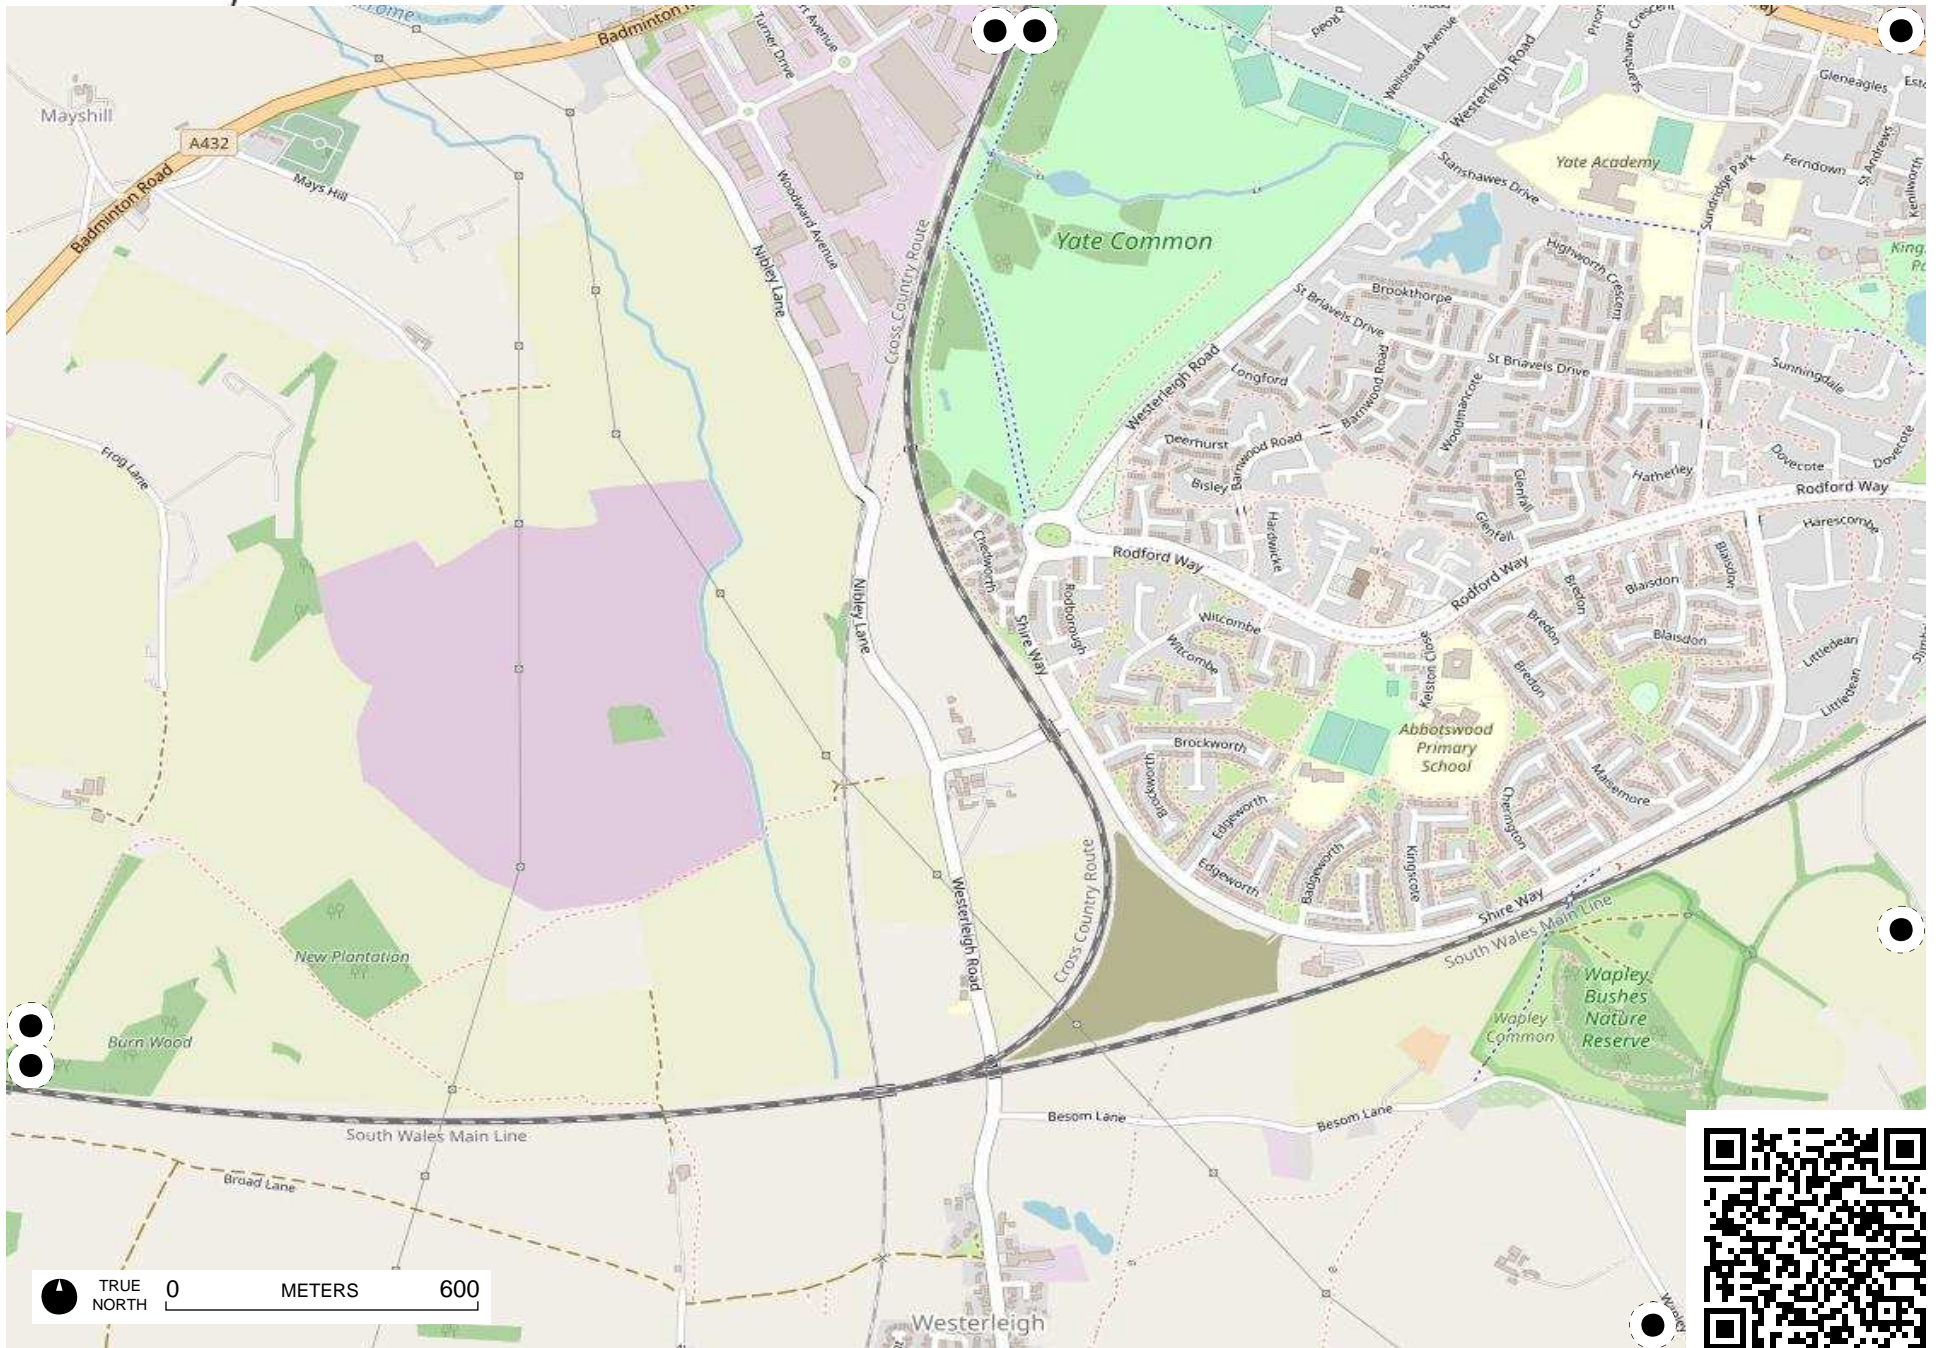 Badminton R
Turner Drive
Avenue
Road
Wellstead Avenue
Westerleigh Road
Stanshawe Crescent
Gleneagles
Mayshill
A432
Yate Academy
Ferndown
St Andrews
Kenilworth
Mays Hill
Badminton Road
Woodward Avenue
Stanshawes Drive
Sundridge Park
Nibley Lane
Cross Country Route
Yate Common
Highworth Crescent
Brookthorpe
St Briavels Drive
St Briavels Drive
Westerleigh Road
Longford
Barnwood Road
Woodmancote
Sunningdale
Deerhurst
Barnwood Road
Bisley
Frog Lane
Glenfall
Hatherley
Dovecote
Dovecote
Rodford Way
Hardwicke
Glenfall
Harescombe
Chedworth
Rodford Way
Rodford Way
Blaisdon
Blaisdon
Bredon
Nibley Lane
Rodborough
Witcombe
Witcombe
Bredon
Blaisdon
Littledean
Shire Way
Kelston Close
Bredon
Littledean
Brockworth
Abbotswood
Primary
School
Brockworth
Edgeworth
Cherington
Maisemore
Cross Country Route
Edgeworth
Badgeworth
Kingscote
Westerleigh Road
Shire Way
South Wales Main Line
New Plantation
Wapley
Bushes
Nature
Reserve
Wapley
Common
Burn Wood
Besom Lane
Besom Lane
South Wales Main Line
Broad Lane
TRUE
NORTH
0 METERS 600
Westerleigh
Wapley